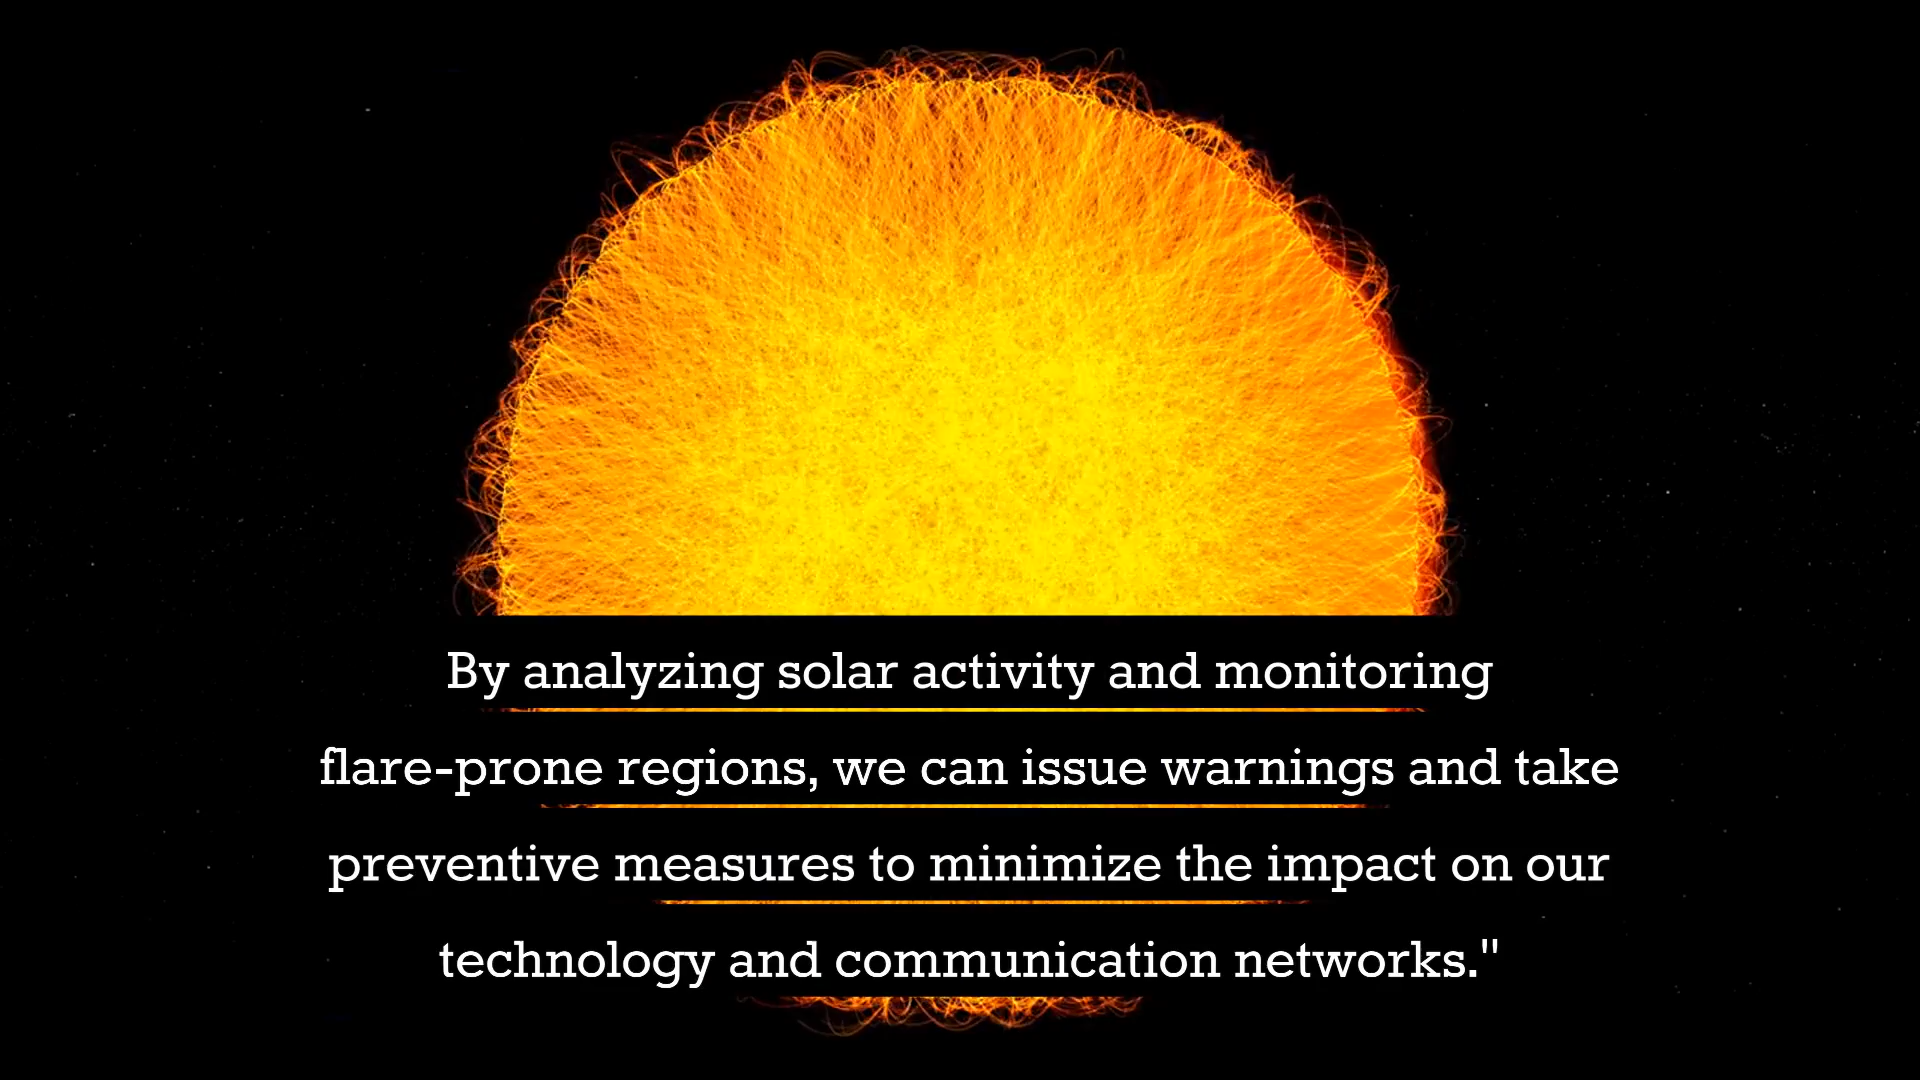 By analyzing solar activity and monitoring
flare-prone regions, we can issue warnings and take
preventive measures to minimize the impact on our
technology and communication networks."